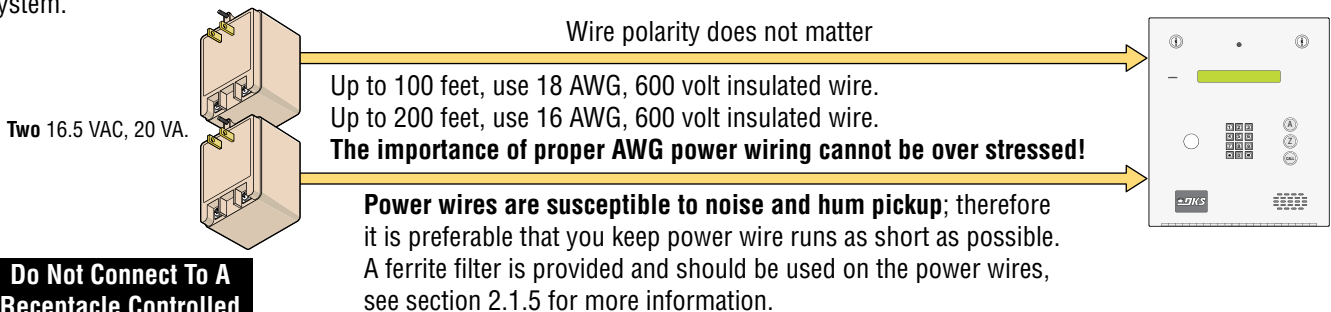 ystem.
Wire polarity does not matter
Up to 100 feet, use 18 AWG, 600 volt insulated wire.
Up to 200 feet, use 16 AWG, 600 volt insulated wire.
Two 16.5 VAC, 20 VA.
The importance of proper AWG power wiring cannot be over stressed!
Power wires are susceptible to noise and hum pickup; therefore
it is preferable that you keep power wire runs as short as possible.
A ferrite filter is provided and should be used on the power wires,
see section 2.1.5 for more information.
Do Not Connect To A
Receptacle Controlled
A
Z
CALL
DKS